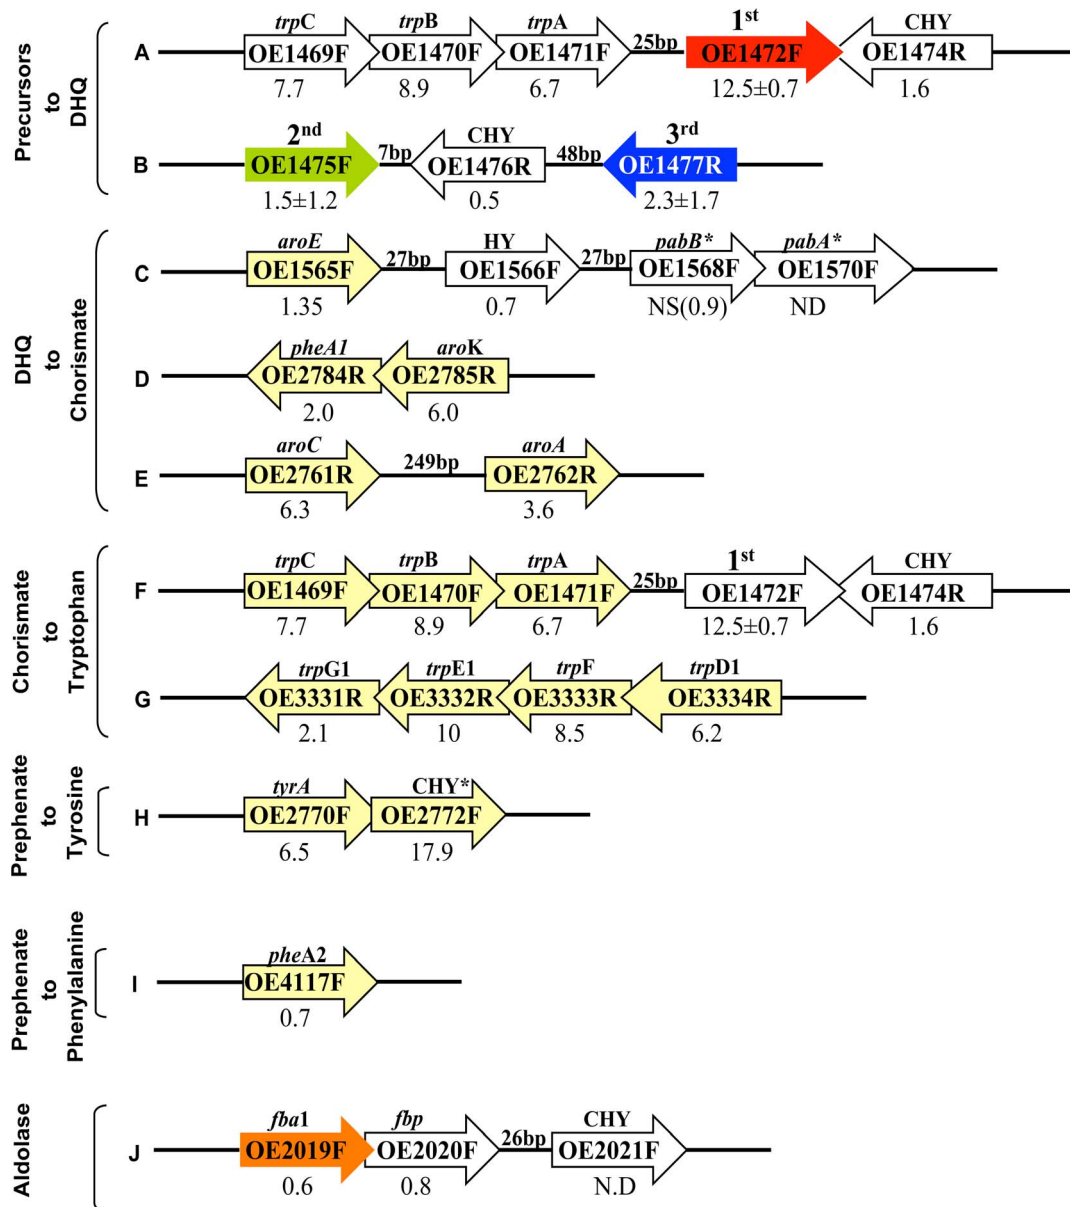 Precursors to DHQ
A
trpC trpB trpA 1st CHY
OE1469F OE1470F OE1471F 25bp OE1472F OE1474R
7.7 8.9 6.7 12.5±0.7 1.6
B
2nd CHY 3rd
OE1475F 7bp OE1476R 48bp OE1477R
1.5±1.2 0.5 2.3±1.7
DHQ to Chorismate
C
aroE HY pabB* pabA*
OE1565F 27bp OE1566F 27bp OE1568F OE1570F
1.35 0.7 NS(0.9) ND
D
pheA1 aroK
OE2784R OE2785R
2.0 6.0
E
aroC aroA
OE2761R 249bp OE2762R
6.3 3.6
Chorismate to Tryptophan
F
trpC trpB trpA 1st CHY
OE1469F OE1470F OE1471F 25bp OE1472F OE1474R
7.7 8.9 6.7 12.5±0.7 1.6
G
trpG1 trpE1 trpF trpD1
OE3331R OE3332R OE3333R OE3334R
2.1 10 8.5 6.2
Prephenate to Tyrosine
H
tyrA CHY*
OE2770F OE2772F
6.5 17.9
Prephenate to Phenylalanine
I
pheA2
OE4117F
0.7
Aldolase
J
fba1 fbp CHY
OE2019F OE2020F 26bp OE2021F
0.6 0.8 N.D